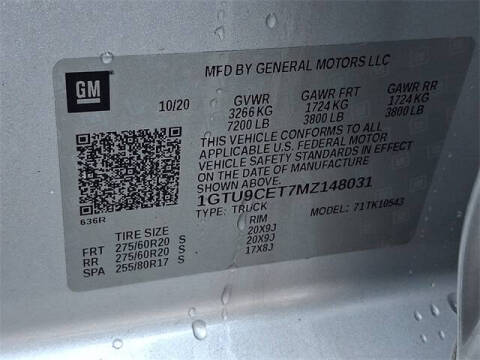 MFD BY GENERAL MOTORS LLC
GM
10/20 GVWR GAWR FRT GAWR RR
3266 KG 1724 KG 1724 KG
7200 LB 3800 LB 3800 LB
THIS VEHICLE CONFORMS TO ALL
APPLICABLE U.S. FEDERAL MOTOR
VEHICLE SAFETY STANDARDS IN EFFECT
ON THE DATE OF MANUFACTURE
1GTU9CET7MZ148031
636R
TYPE: TRUCK MODEL: 71TK10543
TIRE SIZE RIM
FRT 275/60R20 S 20X9J
RR 275/60R20 S 20X9J
SPA 255/80R17 S 17X8J